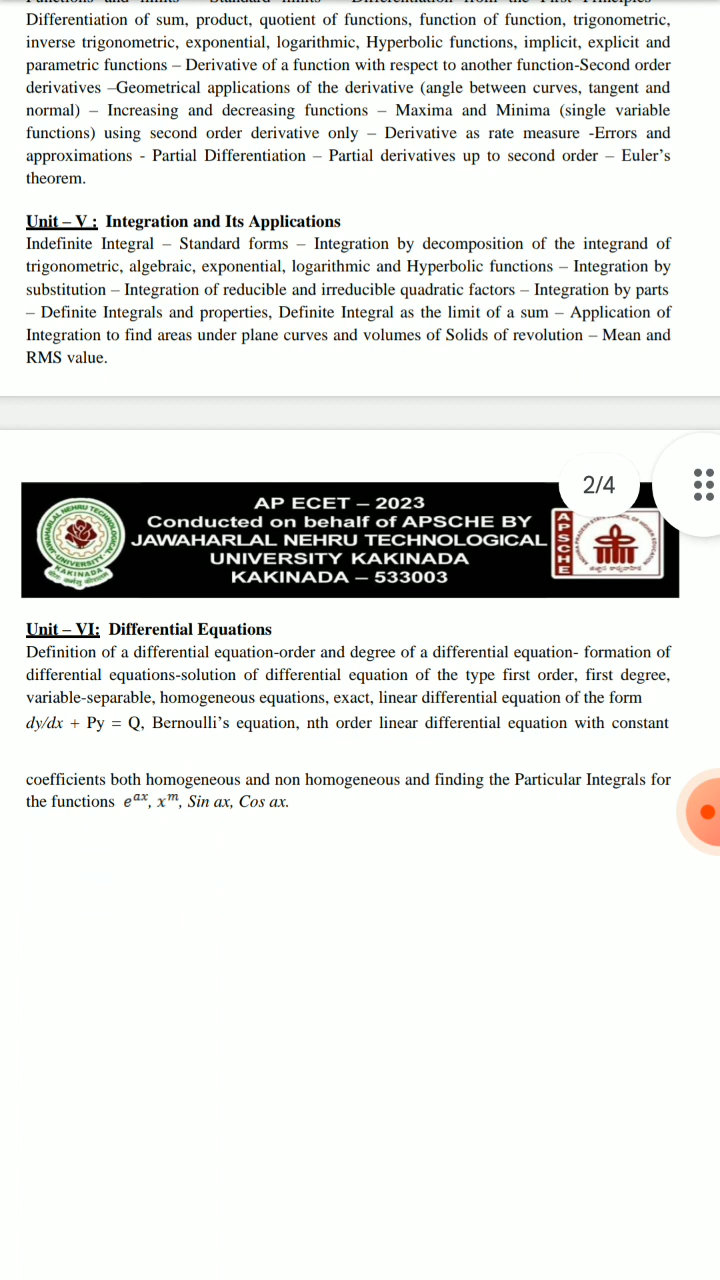 Differentiation of sum, product, quotient of functions, function of function, trigonometric,
inverse trigonometric, exponential, logarithmic, Hyperbolic functions, implicit, explicit and
parametric functions – Derivative of a function with respect to another function-Second order
derivatives –Geometrical applications of the derivative (angle between curves, tangent and
normal) – Increasing and decreasing functions – Maxima and Minima (single variable
functions) using second order derivative only – Derivative as rate measure -Errors and
approximations - Partial Differentiation – Partial derivatives up to second order – Euler's
theorem.
Unit – V : Integration and Its Applications
Indefinite Integral – Standard forms – Integration by decomposition of the integrand of
trigonometric, algebraic, exponential, logarithmic and Hyperbolic functions – Integration by
substitution – Integration of reducible and irreducible quadratic factors – Integration by parts
– Definite Integrals and properties, Definite Integral as the limit of a sum – Application of
Integration to find areas under plane curves and volumes of Solids of revolution – Mean and
RMS value.
2/4
AP ECET – 2023
Conducted on behalf of APSCHE BY
JAWAHARLAL NEHRU TECHNOLOGICAL
UNIVERSITY KAKINADA
KAKINADA – 533003
APSCHE
Unit – VI: Differential Equations
Definition of a differential equation-order and degree of a differential equation- formation of
differential equations-solution of differential equation of the type first order, first degree,
variable-separable, homogeneous equations, exact, linear differential equation of the form
dy/dx + Py = Q, Bernoulli's equation, nth order linear differential equation with constant
coefficients both homogeneous and non homogeneous and finding the Particular Integrals for
the functions e^ax, x^m, Sin ax, Cos ax.